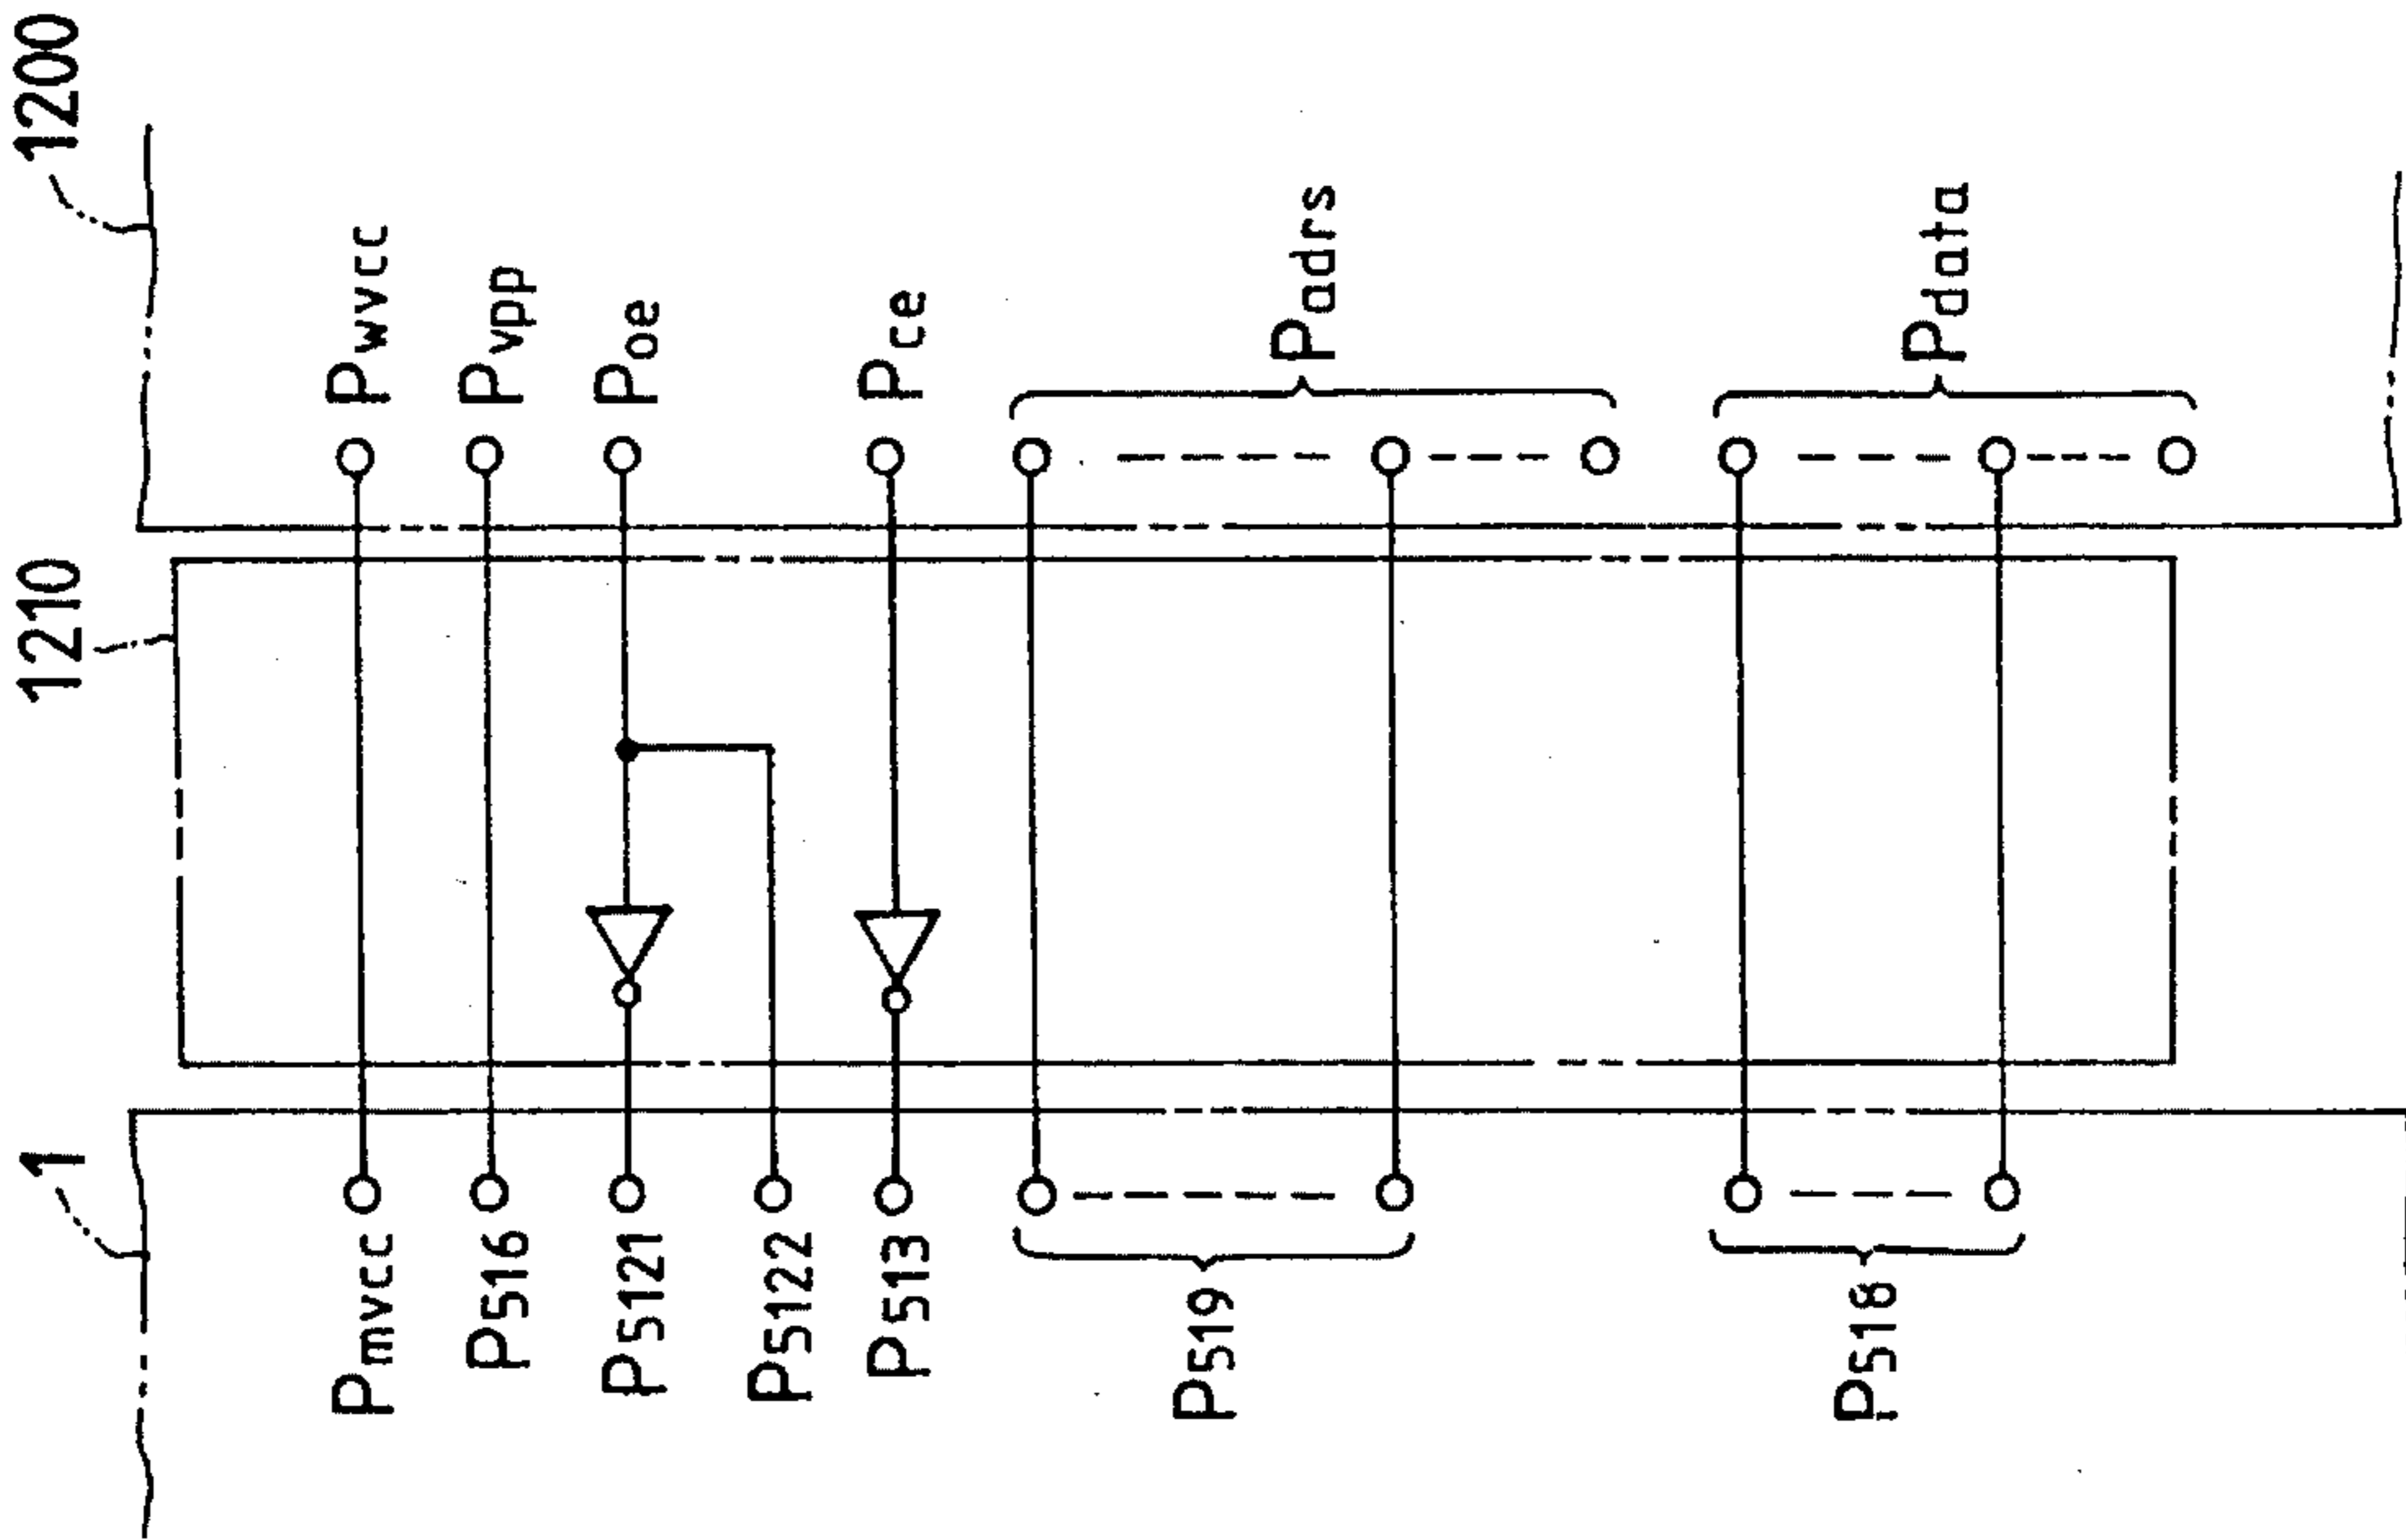 1
1210
1200
Pmvcc
P516
P5121
P5122
P513
P519
P518
Pwvcc
Pvpp
Poe
Pce
Padrs
Pdata